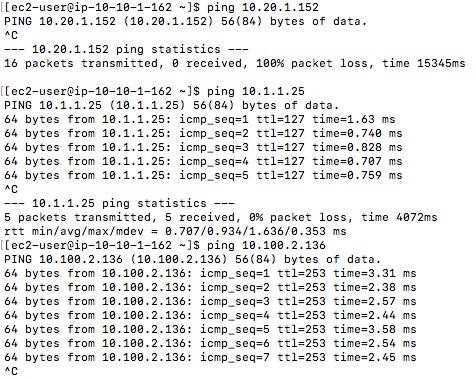 [[ec2-user@ip-10-10-1-162 ~]$ ping 10.20.1.152
PING 10.20.1.152 (10.20.1.152) 56(84) bytes of data.
^C
--- 10.20.1.152 ping statistics ---
16 packets transmitted, 0 received, 100% packet loss, time 15345ms
[[ec2-user@ip-10-10-1-162 ~]$ ping 10.1.1.25
PING 10.1.1.25 (10.1.1.25) 56(84) bytes of data.
64 bytes from 10.1.1.25: icmp_seq=1 ttl=127 time=1.63 ms
64 bytes from 10.1.1.25: icmp_seq=2 ttl=127 time=0.740 ms
64 bytes from 10.1.1.25: icmp_seq=3 ttl=127 time=0.828 ms
64 bytes from 10.1.1.25: icmp_seq=4 ttl=127 time=0.707 ms
64 bytes from 10.1.1.25: icmp_seq=5 ttl=127 time=0.759 ms
^C
--- 10.1.1.25 ping statistics ---
5 packets transmitted, 5 received, 0% packet loss, time 4072ms
rtt min/avg/max/mdev = 0.707/0.934/1.636/0.353 ms
[[ec2-user@ip-10-10-1-162 ~]$ ping 10.100.2.136
PING 10.100.2.136 (10.100.2.136) 56(84) bytes of data.
64 bytes from 10.100.2.136: icmp_seq=1 ttl=253 time=3.31 ms
64 bytes from 10.100.2.136: icmp_seq=2 ttl=253 time=2.38 ms
64 bytes from 10.100.2.136: icmp_seq=3 ttl=253 time=2.57 ms
64 bytes from 10.100.2.136: icmp_seq=4 ttl=253 time=2.44 ms
64 bytes from 10.100.2.136: icmp_seq=5 ttl=253 time=3.58 ms
64 bytes from 10.100.2.136: icmp_seq=6 ttl=253 time=2.54 ms
64 bytes from 10.100.2.136: icmp_seq=7 ttl=253 time=2.45 ms
^C